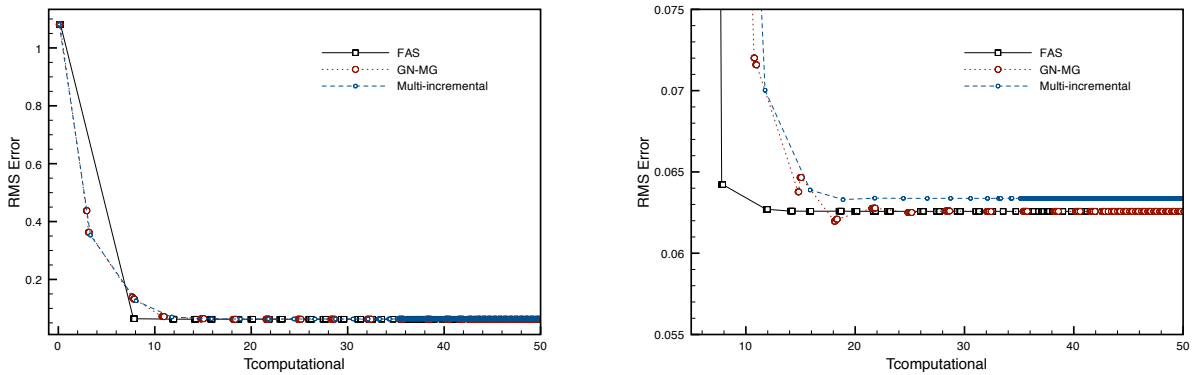 1
0.8
0.6
0.4
0.2
RMS Error
0
10
20
30
40
50
Tcomputational
FAS
GN-MG
Multi-incremental
0.075
0.07
0.065
0.06
0.055
RMS Error
10
20
30
40
50
Tcomputational
FAS
GN-MG
Multi-incremental